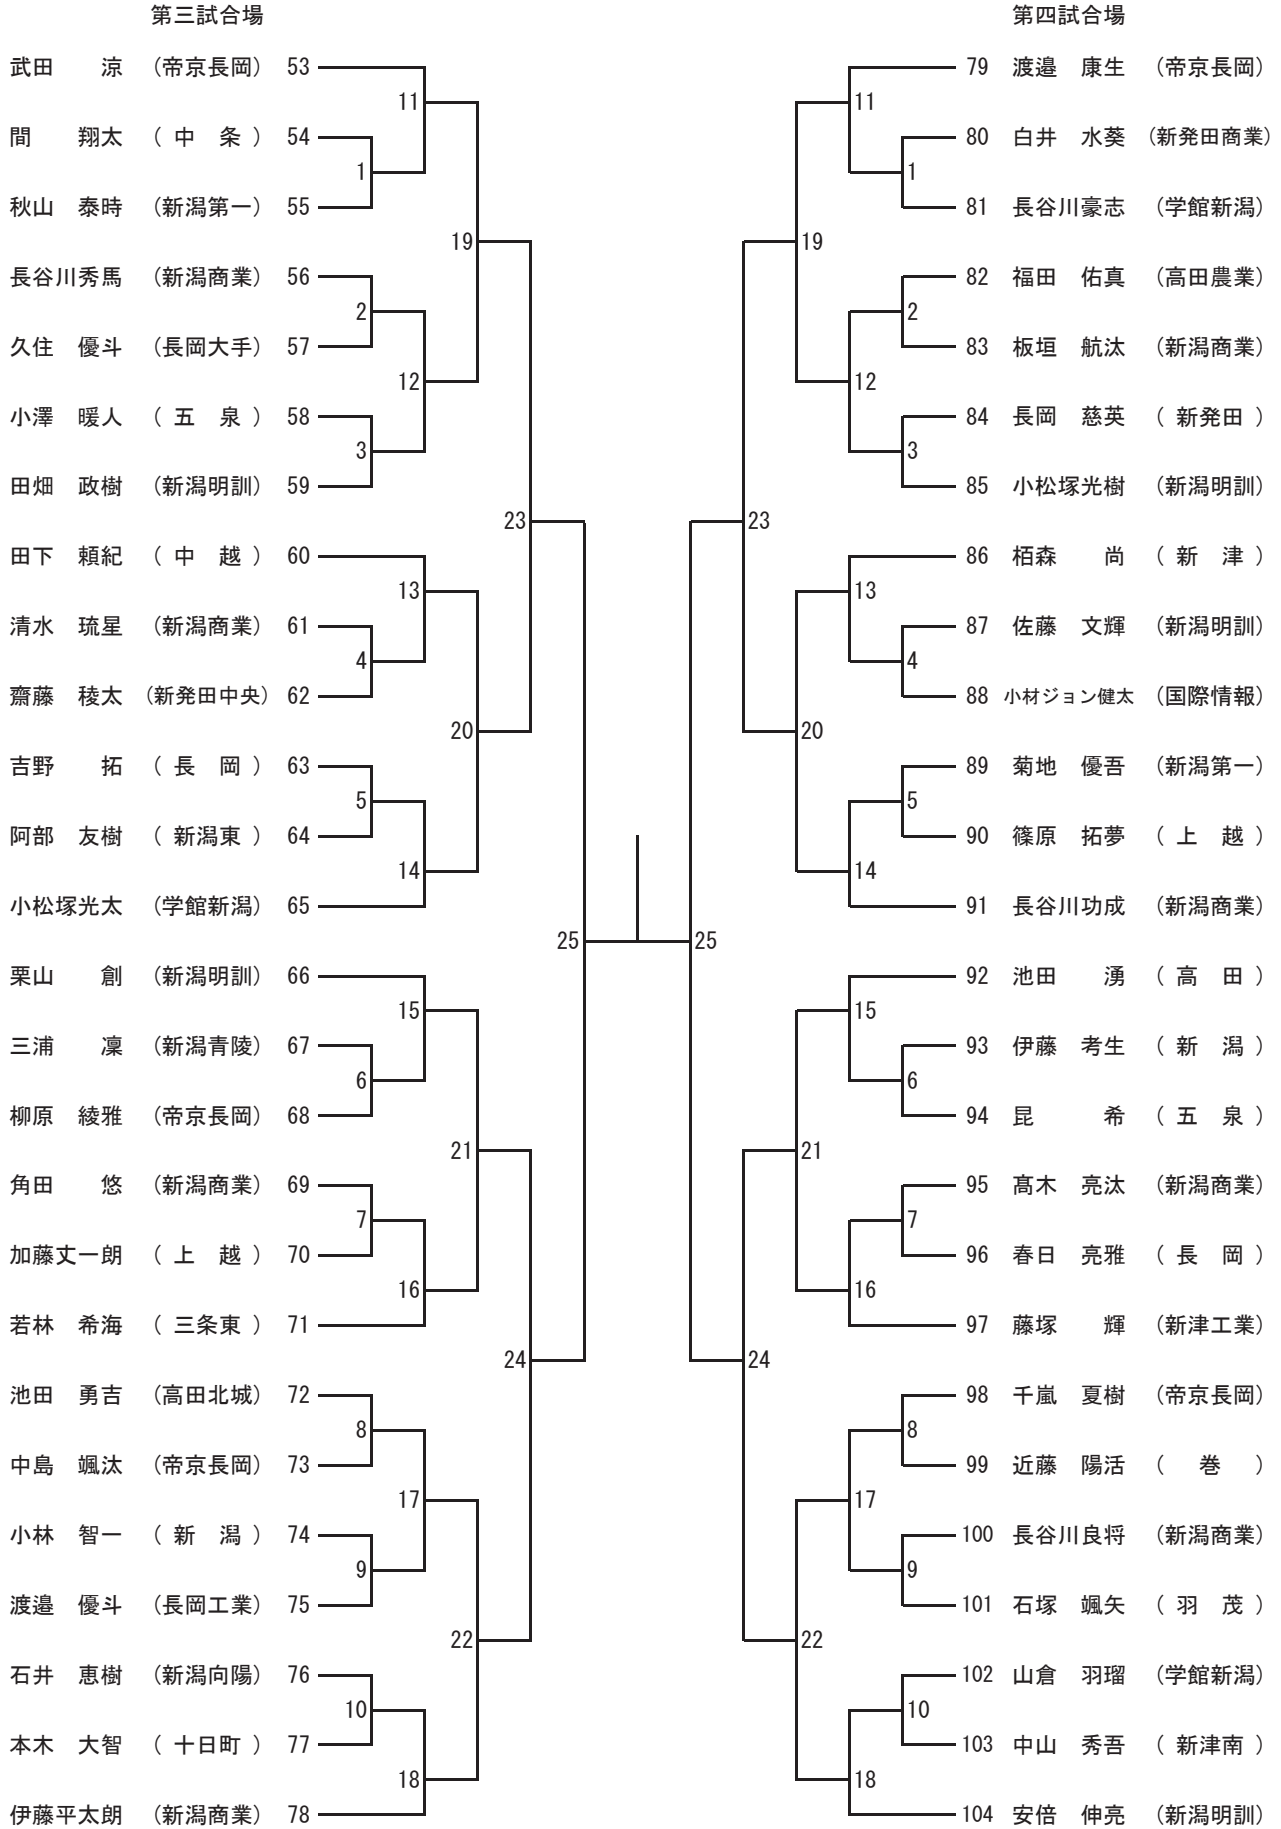 第三試合場
武田　涼 （帝京長岡） 53
11
間　翔太 （ 中　条 ） 54
1
秋山　泰時 （新潟第一） 55
19
長谷川秀馬 （新潟商業） 56
2
久住　優斗 （長岡大手） 57
12
小澤　暖人 （ 五　泉 ） 58
3
田畑　政樹 （新潟明訓） 59
23
田下　頼紀 （ 中　越 ） 60
13
清水　琉星 （新潟商業） 61
4
齋藤　稜太 （新発田中央） 62
20
吉野　拓 （ 長　岡 ） 63
5
阿部　友樹 （ 新潟東 ） 64
14
小松塚光太 （学館新潟） 65
25
栗山　創 （新潟明訓） 66
15
三浦　凜 （新潟青陵） 67
6
柳原　綾雅 （帝京長岡） 68
21
角田　悠 （新潟商業） 69
7
加藤丈一朗 （ 上　越 ） 70
16
若林　希海 （ 三条東 ） 71
24
池田　勇吉 （高田北城） 72
8
中島　颯汰 （帝京長岡） 73
17
小林　智一 （ 新　潟 ） 74
9
渡邉　優斗 （長岡工業） 75
22
石井　恵樹 （新潟向陽） 76
10
本木　大智 （ 十日町 ） 77
18
伊藤平太朗 （新潟商業） 78
第四試合場
79 渡邉　康生 （帝京長岡）
11
80 白井　水葵 （新発田商業）
1
81 長谷川豪志 （学館新潟）
19
82 福田　佑真 （高田農業）
2
83 板垣　航汰 （新潟商業）
12
84 長岡　慈英 （ 新発田 ）
3
85 小松塚光樹 （新潟明訓）
23
86 栢森　尚 （ 新　津 ）
13
87 佐藤　文輝 （新潟明訓）
4
88 小材ジョン健太 （国際情報）
20
89 菊地　優吾 （新潟第一）
5
90 篠原　拓夢 （ 上　越 ）
14
91 長谷川功成 （新潟商業）
25
92 池田　湧 （ 高　田 ）
15
93 伊藤　考生 （ 新　潟 ）
6
94 昆　希 （ 五　泉 ）
21
95 髙木　亮汰 （新潟商業）
7
96 春日　亮雅 （ 長　岡 ）
16
97 藤塚　輝 （新津工業）
24
98 千嵐　夏樹 （帝京長岡）
8
99 近藤　陽活 （　巻　）
17
100 長谷川良将 （新潟商業）
9
101 石塚　颯矢 （ 羽　茂 ）
22
102 山倉　羽瑠 （学館新潟）
10
103 中山　秀吾 （ 新津南 ）
18
104 安倍　伸亮 （新潟明訓）